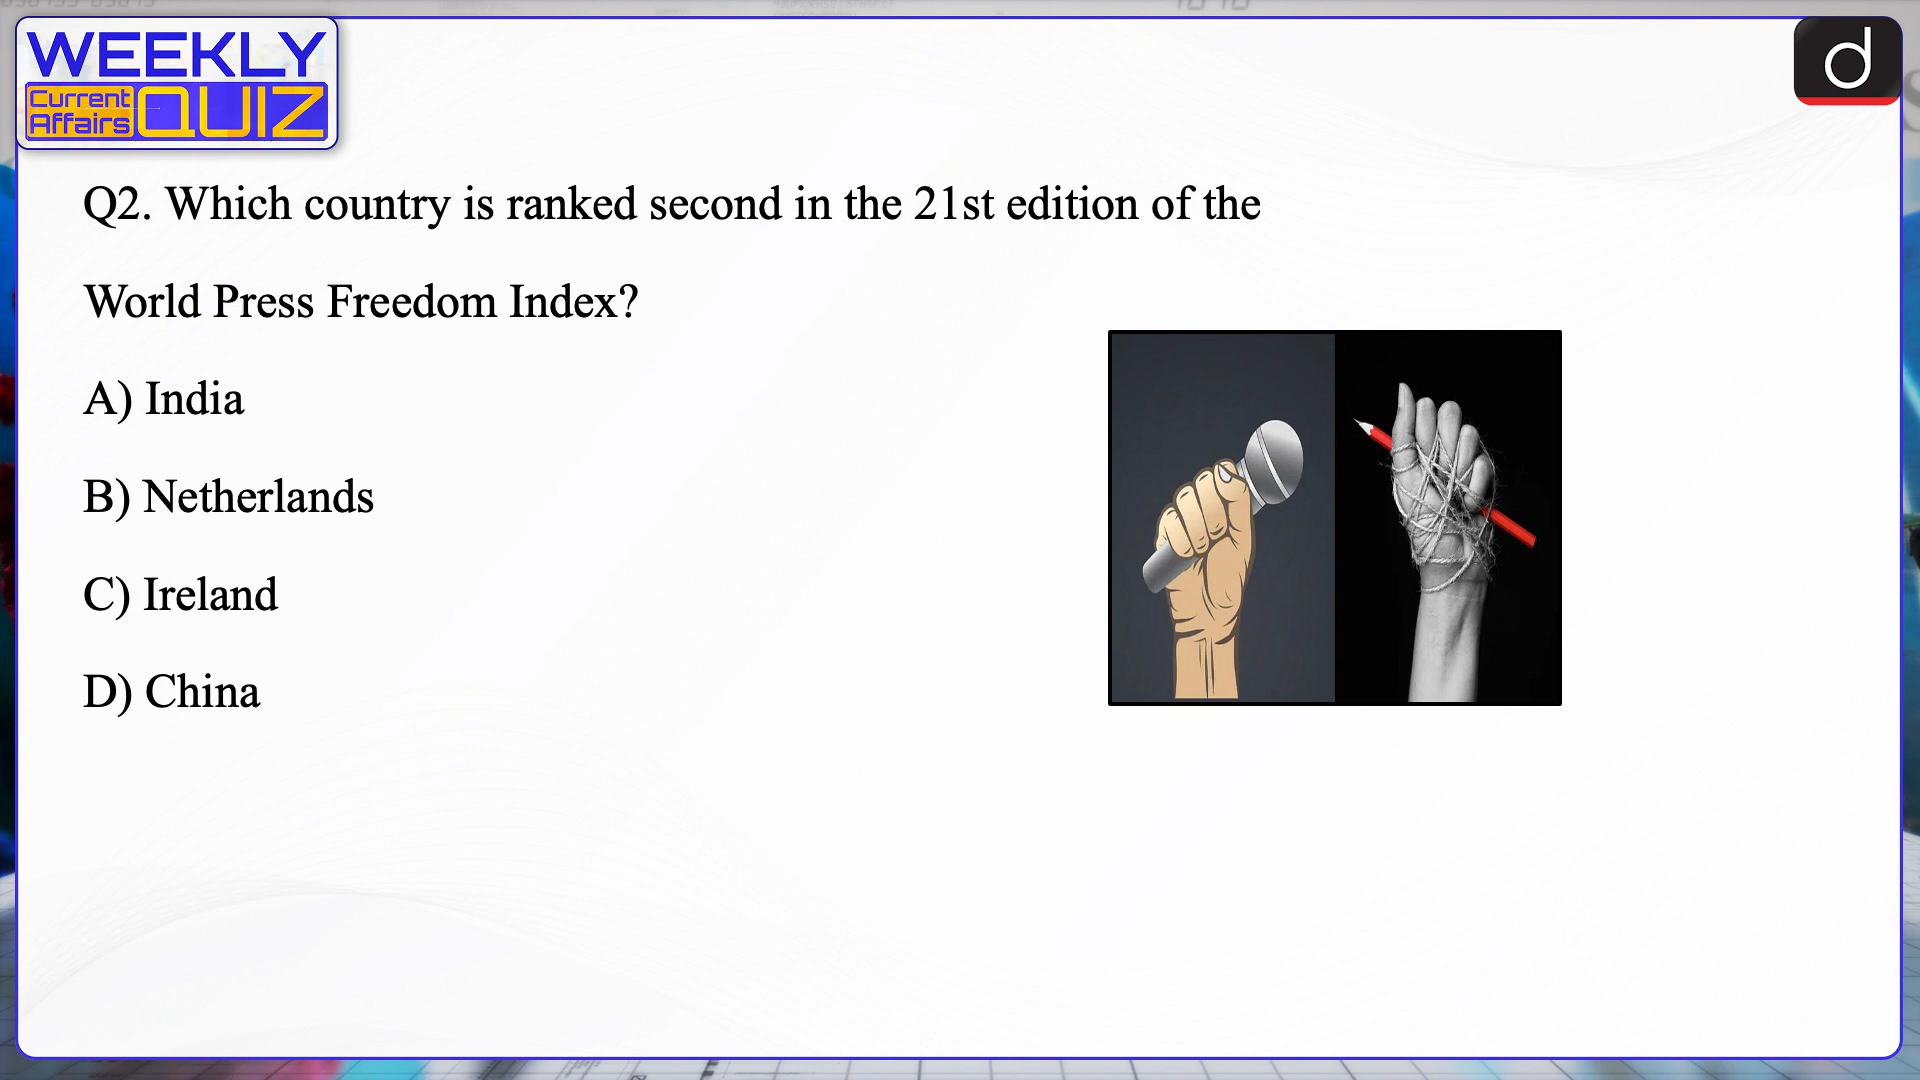 WEEKLY
Current
Affairs
QUIZ
d
Q2. Which country is ranked second in the 21st edition of the
World Press Freedom Index?
A) India
B) Netherlands
C) Ireland
D) China